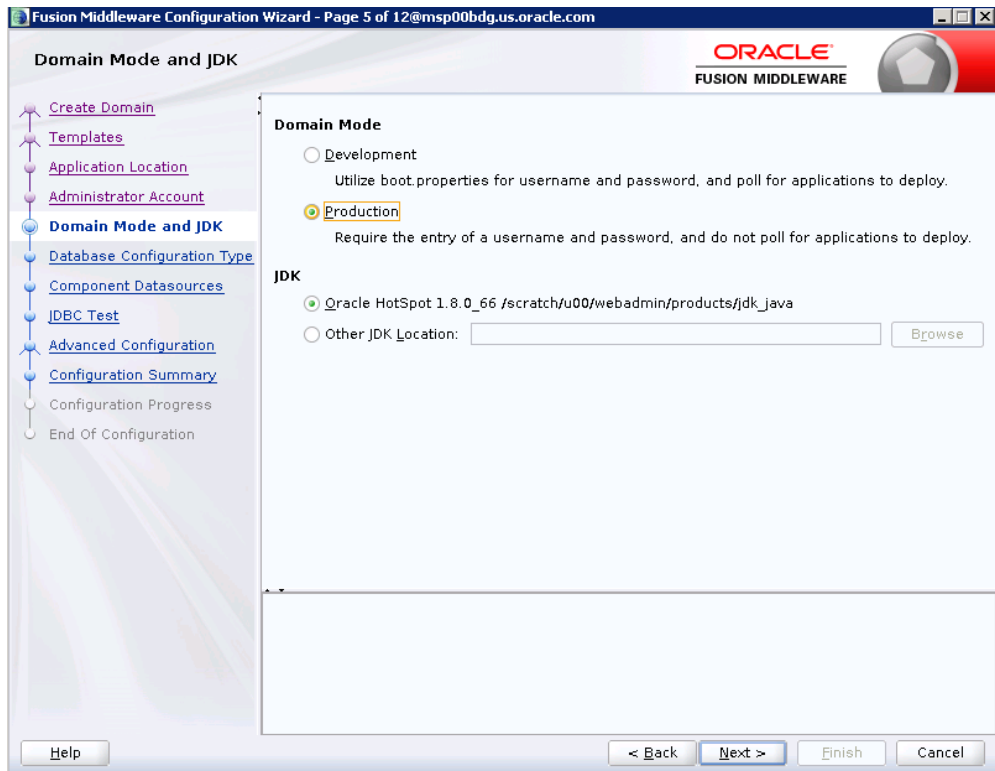 Fusion Middleware Configuration Wizard - Page 5 of 12@msp00bdg.us.oracle.com
Domain Mode and JDK
ORACLE
FUSION MIDDLEWARE
Create Domain
Templates
Application Location
Administrator Account
Domain Mode and JDK
Database Configuration Type
Component Datasources
JDBC Test
Advanced Configuration
Configuration Summary
Configuration Progress
End Of Configuration
Domain Mode
Development
Utilize boot.properties for username and password, and poll for applications to deploy.
Production
Require the entry of a username and password, and do not poll for applications to deploy.
JDK
Oracle HotSpot 1.8.0_66 /scratch/u00/webadmin/products/jdk_java
Other JDK Location:
Browse
Help
< Back
Next >
Finish
Cancel